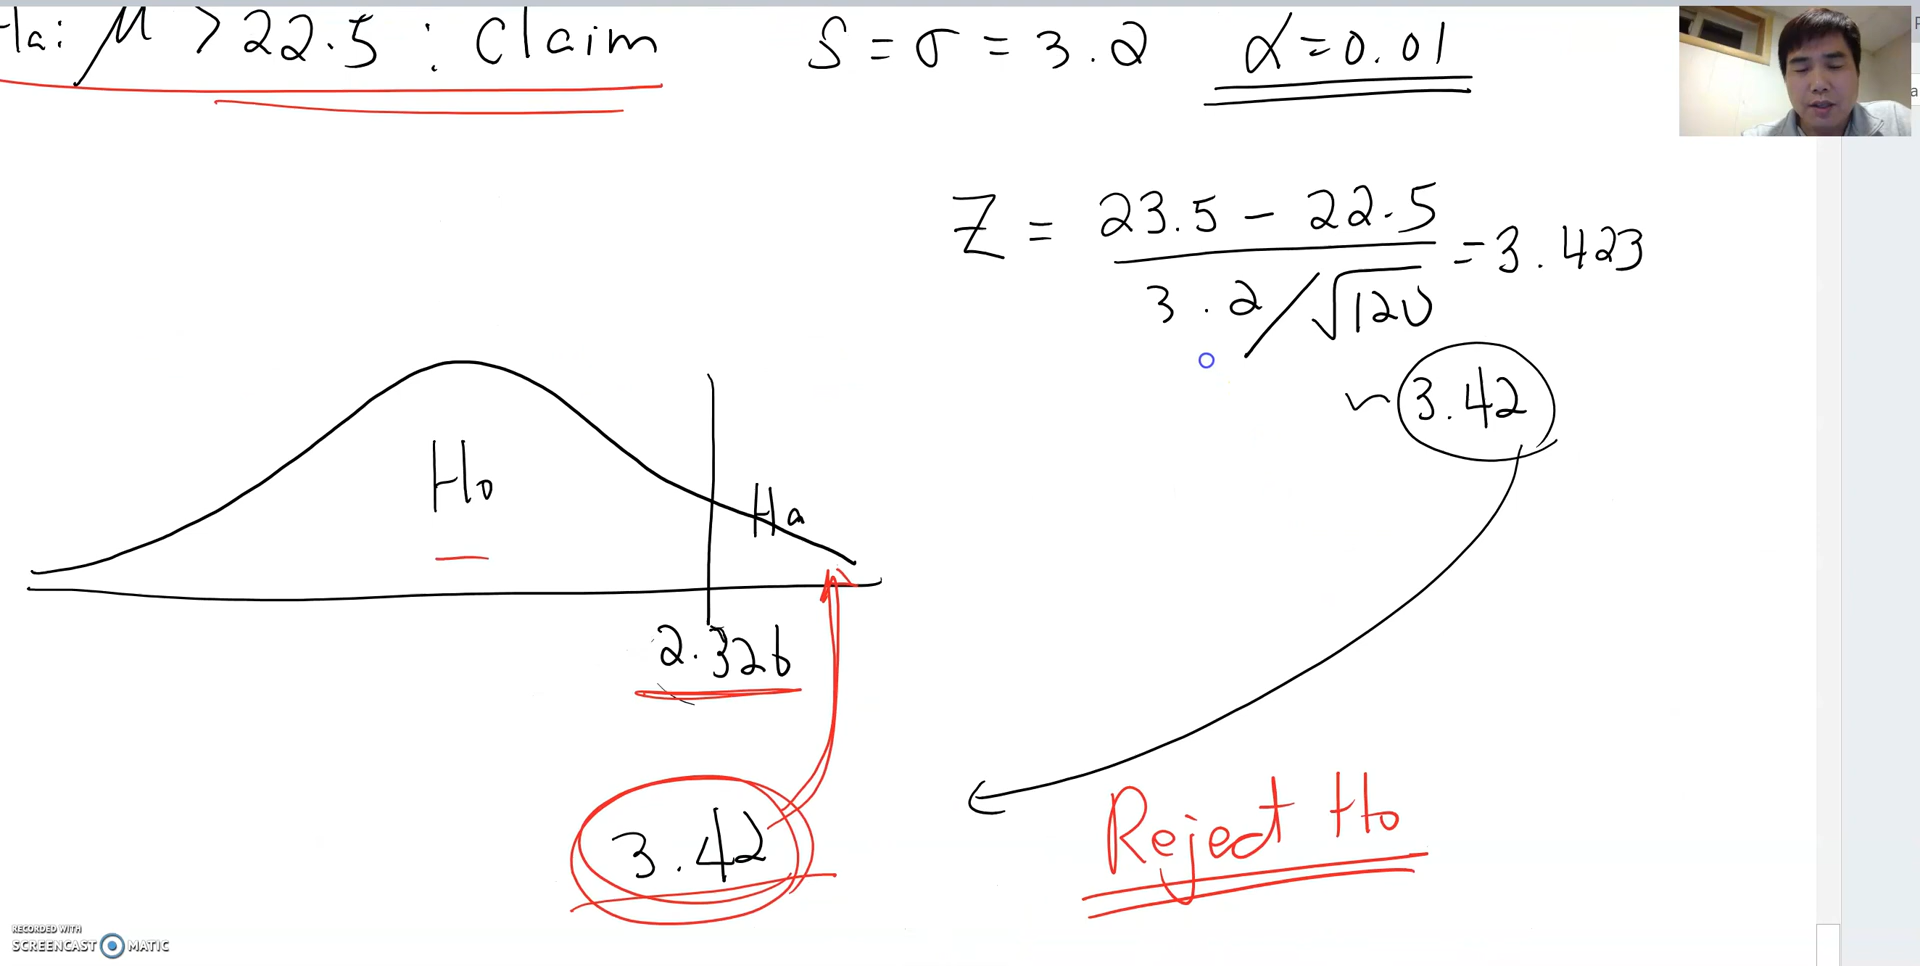 Ha: μ > 22.5 : Claim
S = σ = 3.2
α = 0.01
Z = 23.5 - 22.5 / 3.2/√120 = 3.423
~ 3.42
Ho
Ha
2.326
3.42
Reject Ho
RECORDED WITH
SCREENCAST MATIC